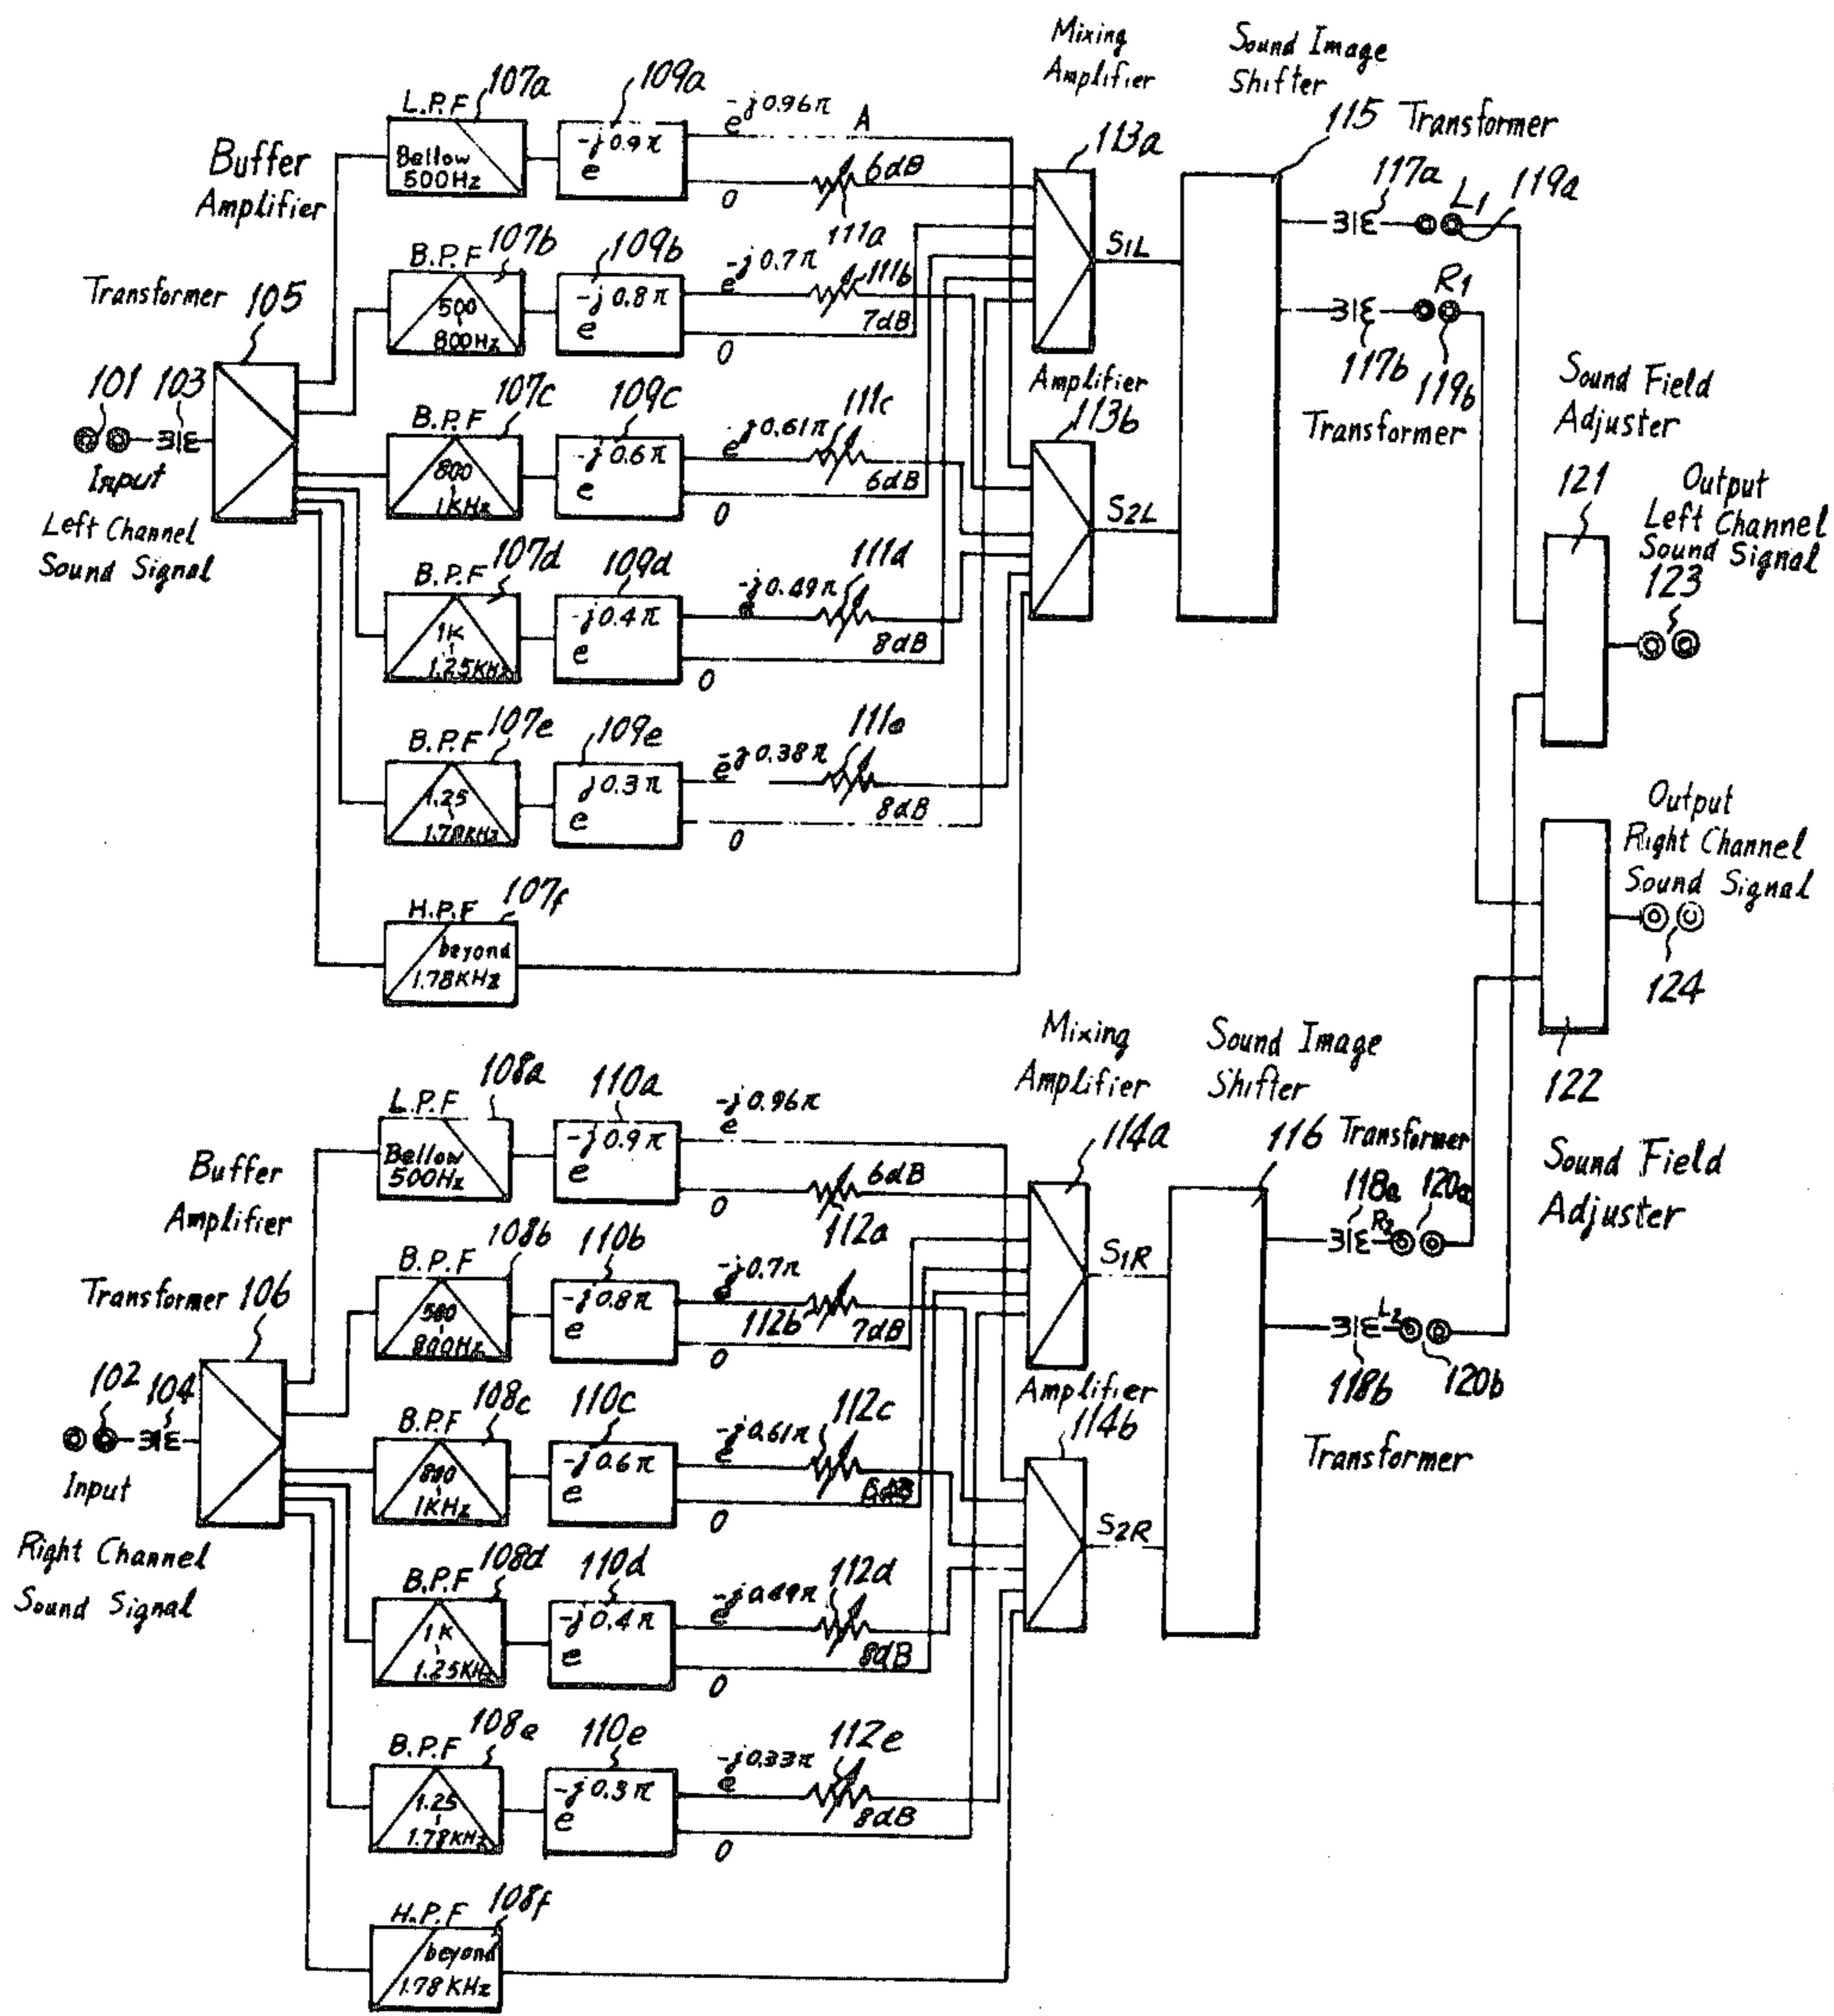 Mixing
Amplifier
Sound Image
Shifter
107a
109a
L.P.F
Bellow
500Hz
-j0.9π
e
e
-j0.96π
A
6dB
0
111a
113a
115
Transformer
117a
L1
119a
Buffer
Amplifier
B.P.F
107b
500
800Hz
109b
-j0.8π
e
e
-j0.7π
111b
7dB
0
S1L
R1
117b
119b
Transformer
Transformer
105
101
103
Input
Left Channel
Sound Signal
B.P.F
107c
800
1KHz
109c
-j0.6π
e
e
-j0.61π
111c
6dB
0
Amplifier
113b
S2L
Sound Field
Adjuster
121
Output
Left Channel
Sound Signal
123
B.P.F
107d
1K
1.25KHz
109d
-j0.4π
e
e
-j0.49π
111d
8dB
0
B.P.F
107e
1.25
1.78KHz
109e
j0.3π
e
e
-j0.38π
111e
8dB
0
Output
Right Channel
Sound Signal
124
122
Sound Field
Adjuster
H.P.F
107f
beyond
1.78KHz
Mixing
Amplifier
Sound Image
Shifter
L.P.F
108a
Bellow
500Hz
110a
-j0.9π
e
-j0.96π
e
6dB
0
112a
114a
116
Transformer
118a
R2
120a
Buffer
Amplifier
B.P.F
108b
500
800Hz
110b
-j0.8π
e
-j0.7π
e
112b
7dB
0
S1R
L2
118b
120b
Transformer
Transformer
106
102
104
Input
Right Channel
Sound Signal
B.P.F
108c
800
1KHz
110c
-j0.6π
e
-j0.61π
e
112c
6dB
0
Amplifier
114b
S2R
B.P.F
108d
1K
1.25KHz
110d
-j0.4π
e
-j0.49π
e
112d
8dB
0
B.P.F
108e
1.25
1.78KHz
110e
-j0.3π
e
-j0.33π
e
112e
8dB
0
H.P.F
108f
beyond
1.78KHz